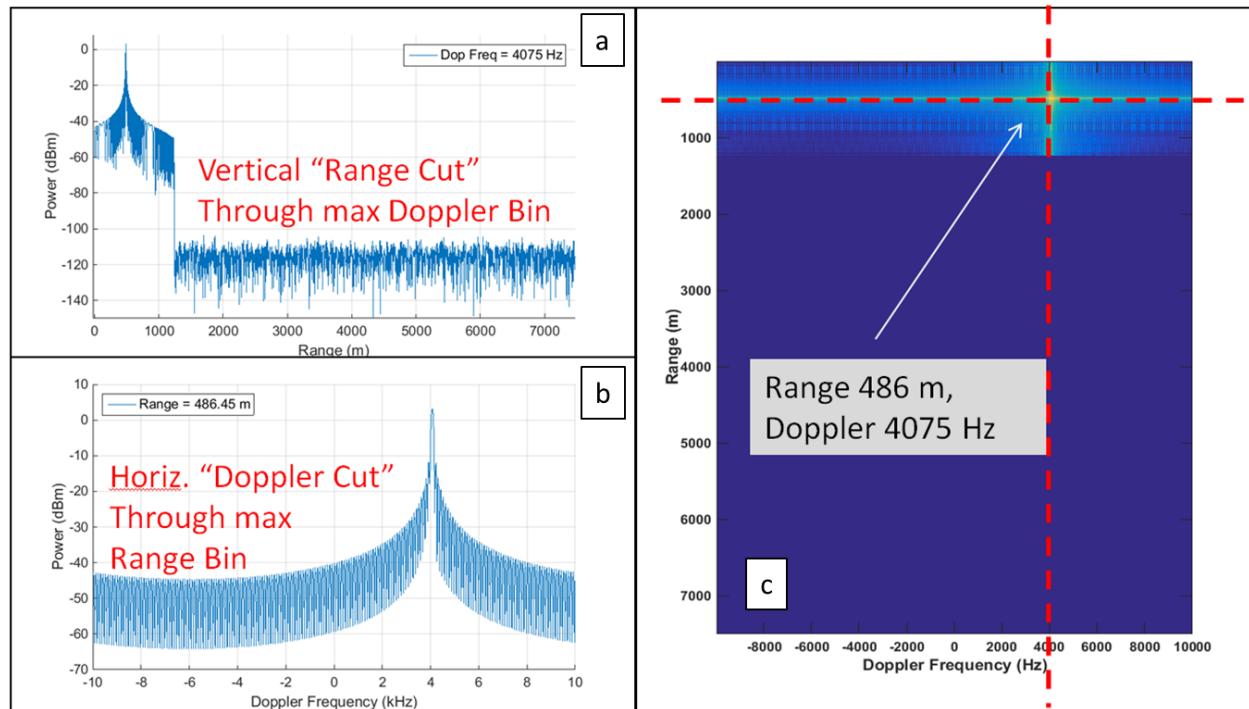 a
Dop Freq = 4075 Hz
Power (dBm)
0
-20
-40
-60
-80
-100
-120
-140
Vertical “Range Cut”
Through max Doppler Bin
0 1000 2000 3000 4000 5000 6000 7000
Range (m)
b
Range = 486.45 m
Power (dBm)
10
0
-10
-20
-30
-40
-50
-60
-70
Horiz. “Doppler Cut”
Through max
Range Bin
-10 -8 -6 -4 -2 0 2 4 6 8 10
Doppler Frequency (kHz)
Range (m)
1000
2000
3000
4000
5000
6000
7000
Range 486 m,
Doppler 4075 Hz
c
-8000 -6000 -4000 -2000 0 2000 4000 6000 8000 10000
Doppler Frequency (Hz)